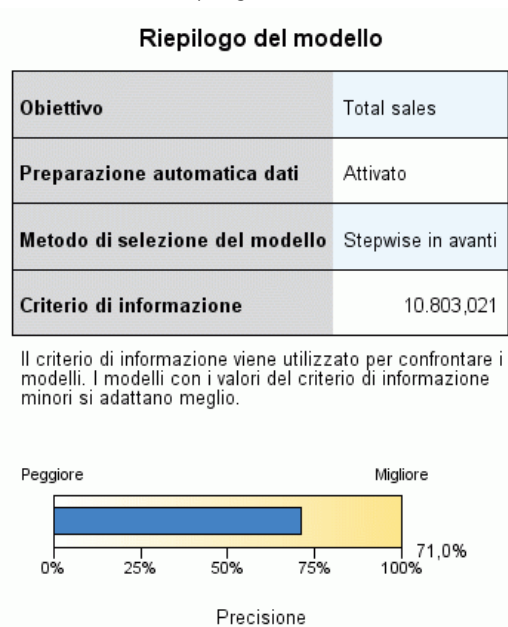 Riepilogo del modello
Obiettivo Total sales
Preparazione automatica dati Attivato
Metodo di selezione del modello Stepwise in avanti
Criterio di informazione 10.803,021
Il criterio di informazione viene utilizzato per confrontare i
modelli. I modelli con i valori del criterio di informazione
minori si adattano meglio.
Peggiore Migliore
71,0%
0% 25% 50% 75% 100%
Precisione